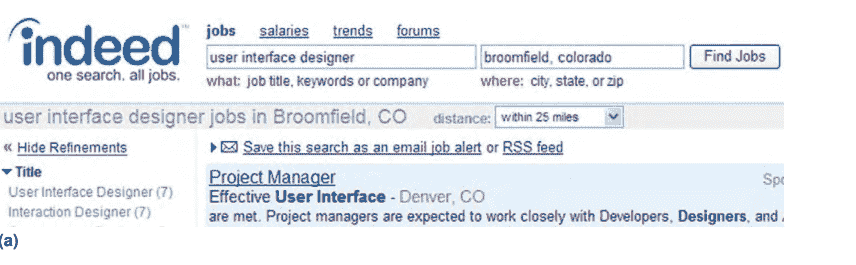 jobs salaries trends forums
indeed™
one search. all jobs.
user interface designer broomfield, colorado Find Jobs
what: job title, keywords or company where: city, state, or zip
user interface designer jobs in Broomfield, CO distance: within 25 miles
« Hide Refinements
Save this search as an email job alert or RSS feed
Title
User Interface Designer (7)
Interaction Designer (7)
Project Manager
Effective User Interface - Denver, CO
are met. Project managers are expected to work closely with Developers, Designers, and
(a)